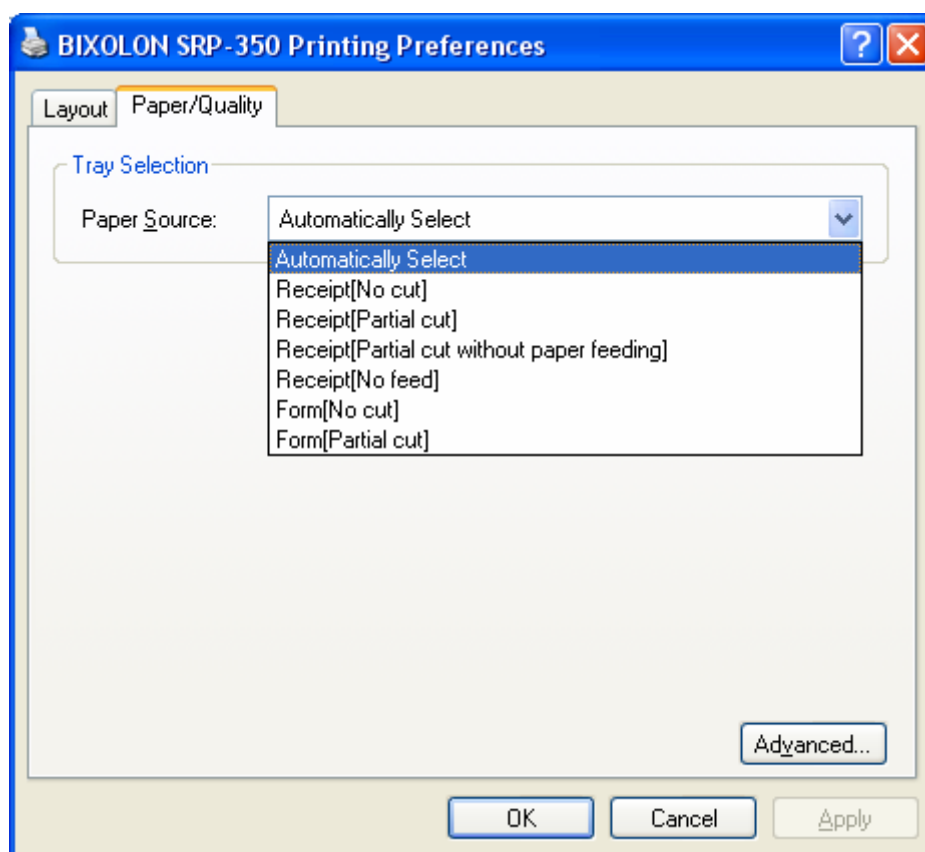 BIXOLON SRP-350 Printing Preferences
Layout Paper/Quality
Tray Selection
Paper Source: Automatically Select
Automatically Select
Receipt[No cut]
Receipt[Partial cut]
Receipt[Partial cut without paper feeding]
Receipt[No feed]
Form[No cut]
Form[Partial cut]
Advanced...
OK Cancel Apply